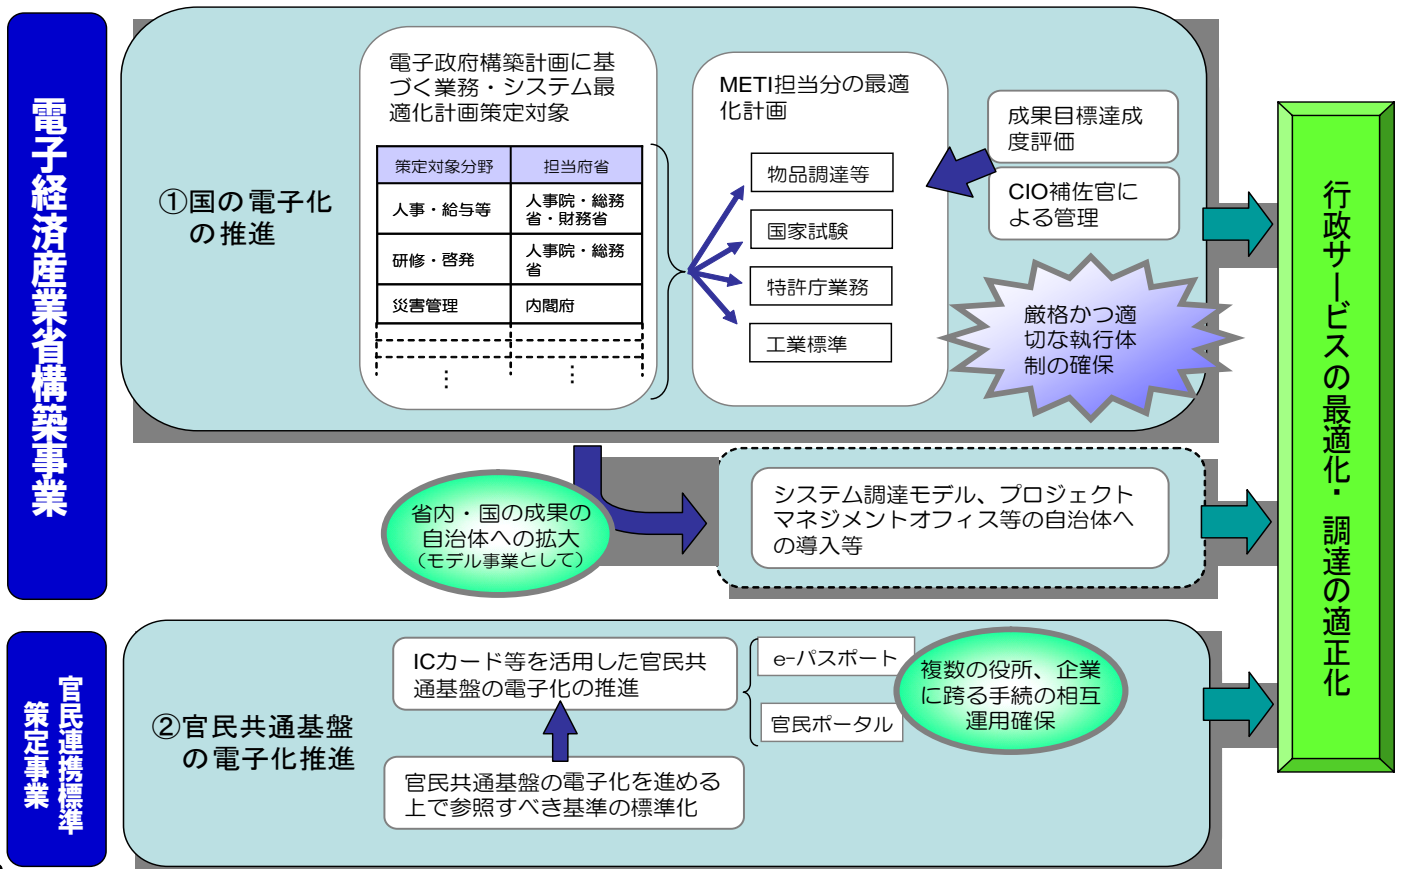 電子経済産業省構築事業
①国の電子化
の推進
電子政府構築計画に基
づく業務・システム最
適化計画策定対象
策定対象分野
担当府省
人事・給与等
人事院・総務
省・財務省
研修・啓発
人事院・総務
省
災害管理
内閣府
⋮
⋮
METI担当分の最適
化計画
物品調達等
国家試験
特許庁業務
工業標準
成果目標達成
度評価
CIO補佐官に
よる管理
厳格かつ適
切な執行体
制の確保
省内・国の成果の
自治体への拡大
（モデル事業として）
システム調達モデル、プロジェクト
マネジメントオフィス等の自治体へ
の導入等
行政サービスの最適化・調達の適正化
官民連携標準
策定事業
②官民共通基盤
の電子化推進
ICカード等を活用した官民共
通基盤の電子化の推進
官民共通基盤の電子化を進める
上で参照すべき基準の標準化
e-パスポート
官民ポータル
複数の役所、企業
に跨る手続の相互
運用確保